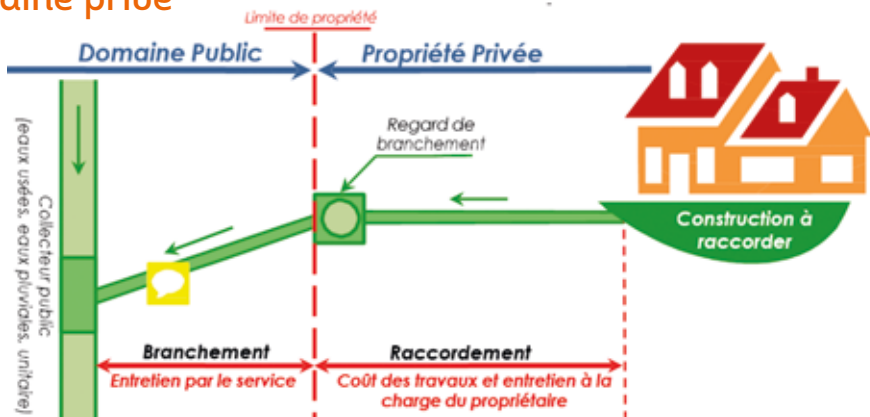 Limite de propriété
Domaine Public
Propriété Privée
Regard de
branchement
Collecteur public
(eaux usées, eaux pluviales, unitaire)
Construction à
raccorder
Branchement
Entretien par le service
Raccordement
Coût des travaux et entretien à la
charge du propriétaire